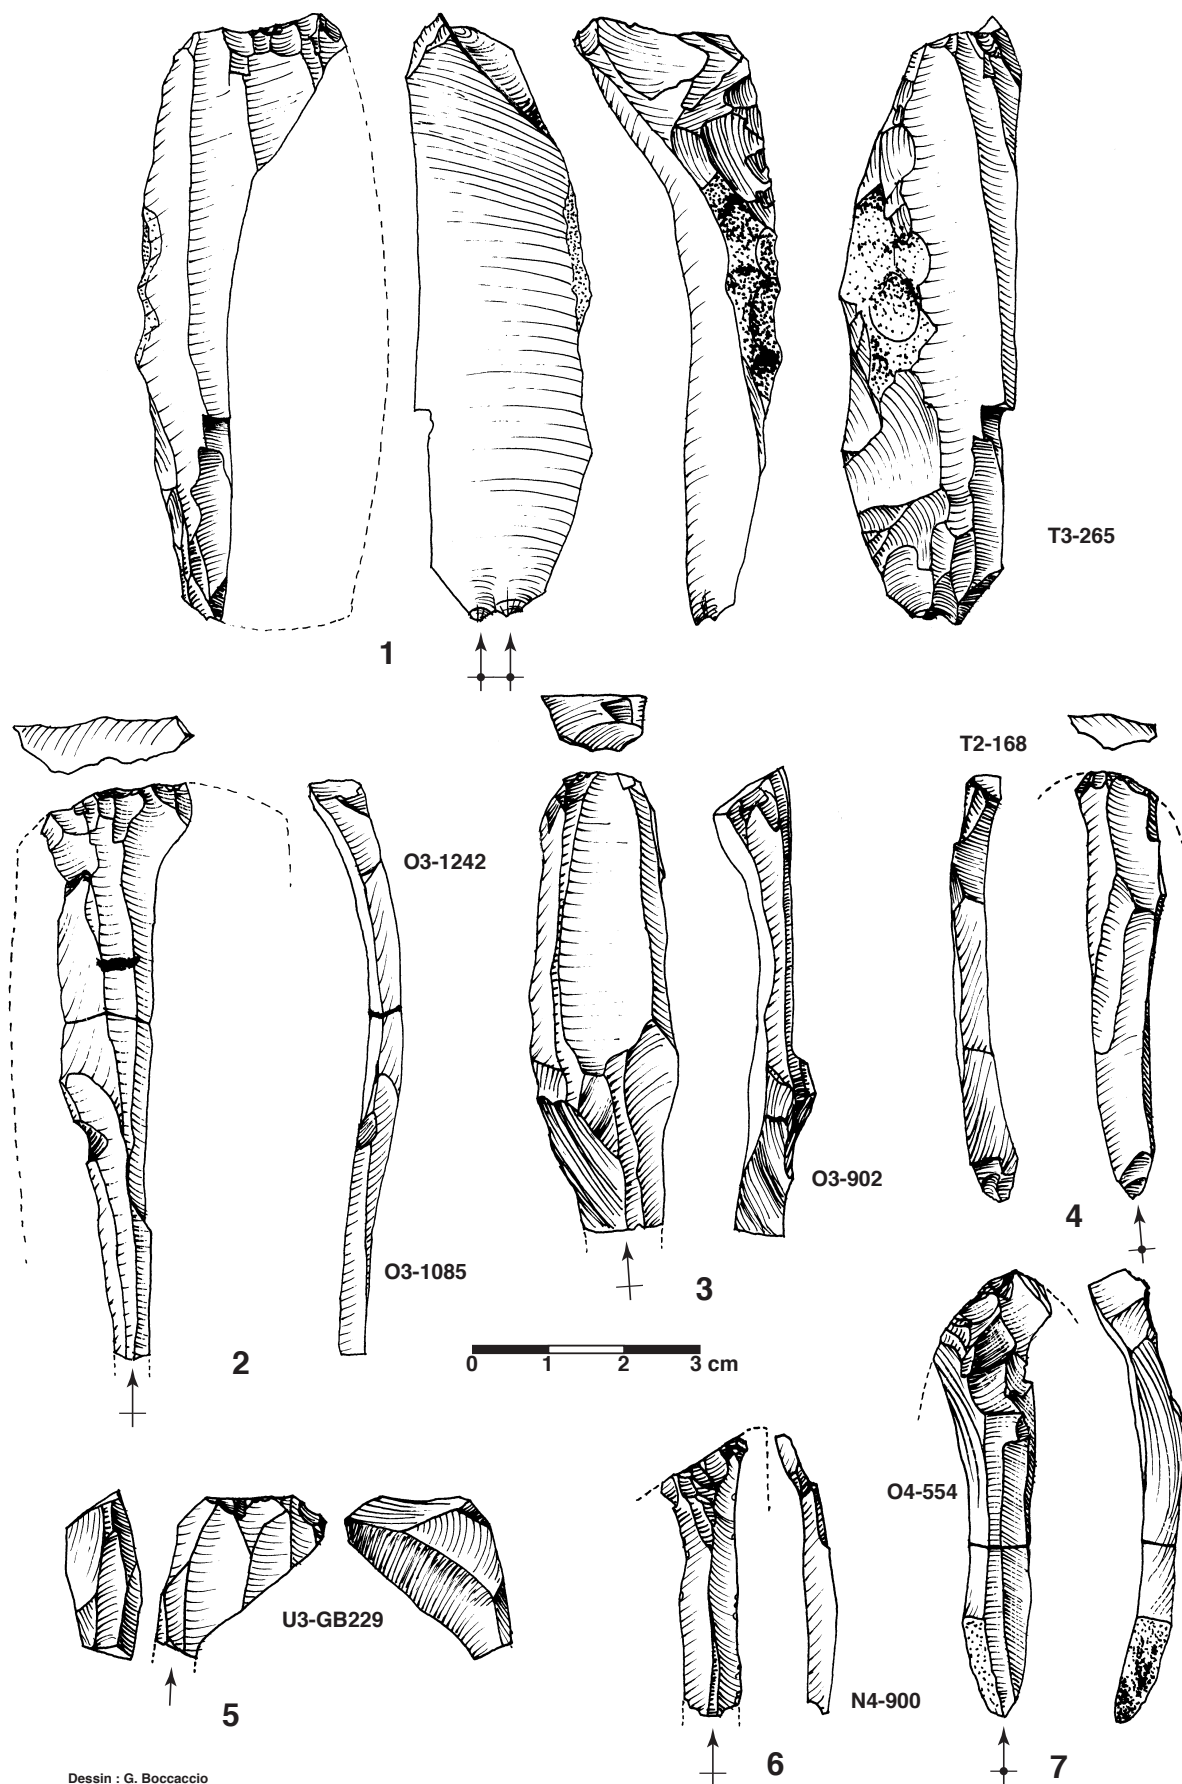 T3-265
1
T2-168
O3-1242
O3-902
4
O3-1085
3
2
0 1 2 3 cm
O4-554
U3-GB229
N4-900
5
6
7
Dessin : G. Boccaccio